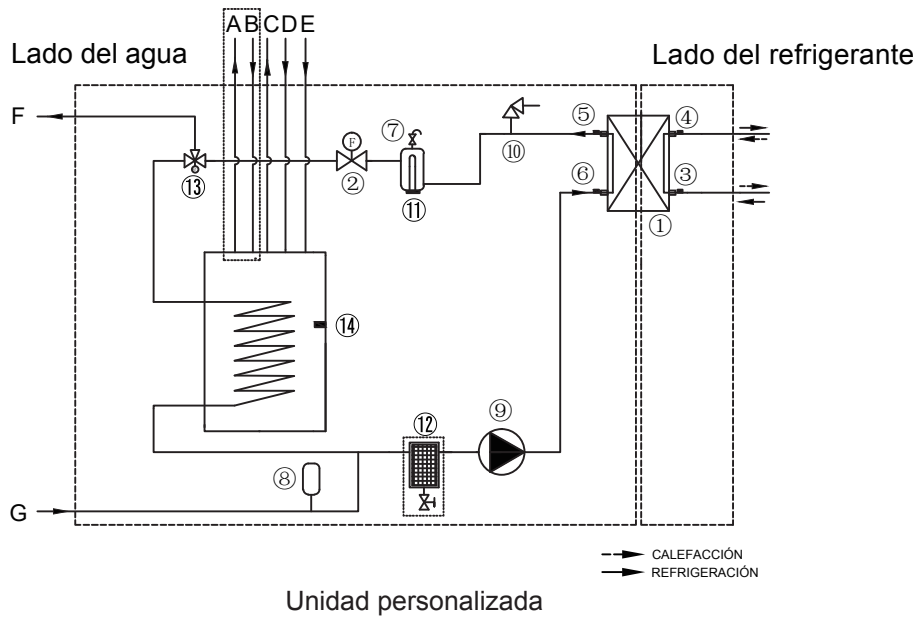 A B C D E
Lado del agua
Lado del refrigerante
F
⑦
⑤
④
F
⑩
⑬
②
⑪
⑥
③
①
⑭
⑫
⑨
⑧
G
CALEFACCIÓN
REFRIGERACIÓN
Unidad personalizada